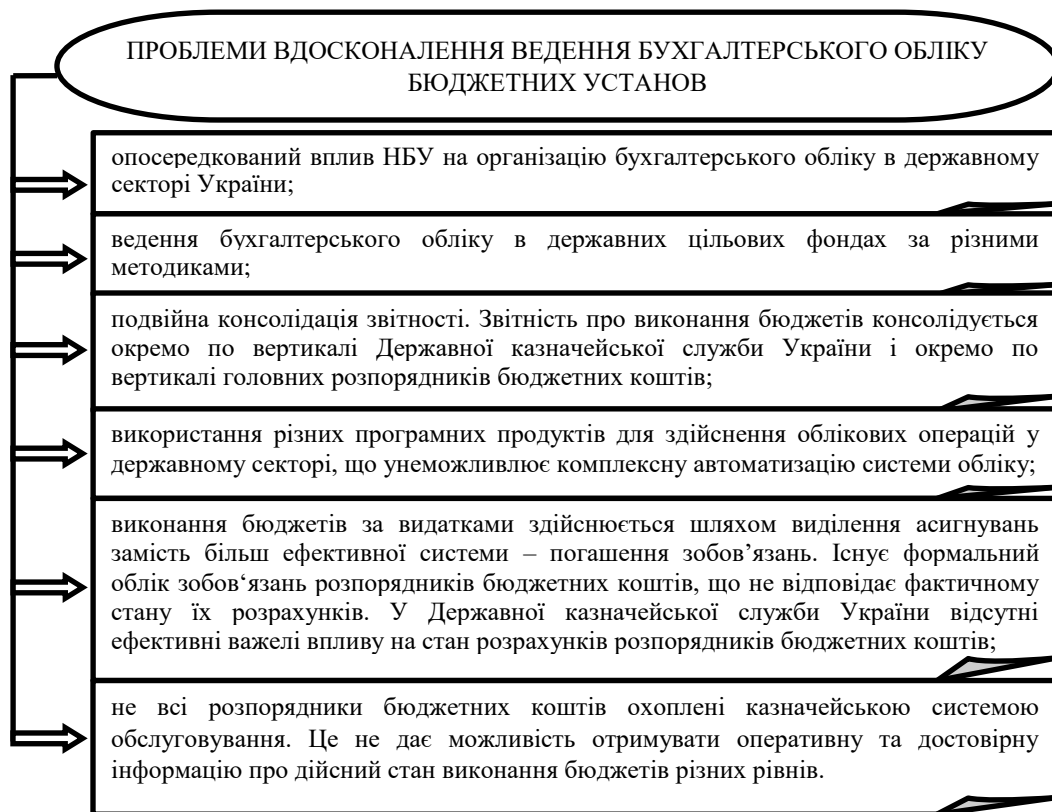 ПРОБЛЕМИ ВДОСКОНАЛЕННЯ ВЕДЕННЯ БУХГАЛТЕРСЬКОГО ОБЛІКУ
БЮДЖЕТНИХ УСТАНОВ
опосередкований вплив НБУ на організацію бухгалтерського обліку в державному
секторі України;
ведення бухгалтерського обліку в державних цільових фондах за різними
методиками;
подвійна консолідація звітності. Звітність про виконання бюджетів консолідується
окремо по вертикалі Державної казначейської служби України і окремо по
вертикалі головних розпорядників бюджетних коштів;
використання різних програмних продуктів для здійснення облікових операцій у
державному секторі, що унеможливлює комплексну автоматизацію системи обліку;
виконання бюджетів за видатками здійснюється шляхом виділення асигнувань
замість більш ефективної системи – погашення зобов’язань. Існує формальний
облік зобов‘язань розпорядників бюджетних коштів, що не відповідає фактичному
стану їх розрахунків. У Державної казначейської служби України відсутні
ефективні важелі впливу на стан розрахунків розпорядників бюджетних коштів;
не всі розпорядники бюджетних коштів охоплені казначейською системою
обслуговування. Це не дає можливість отримувати оперативну та достовірну
інформацію про дійсний стан виконання бюджетів різних рівнів.